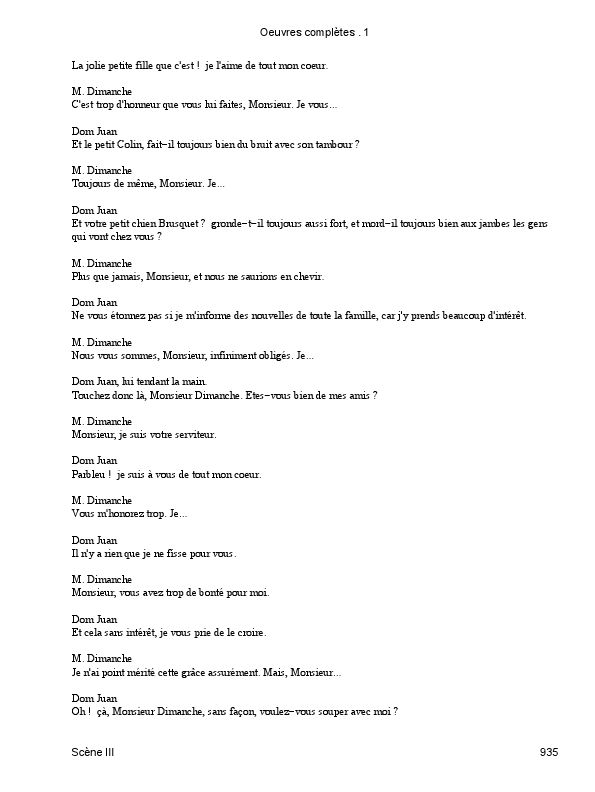 Oeuvres complètes . 1
La jolie petite fille que c'est !  je l'aime de tout mon coeur.
M. Dimanche
C'est trop d'honneur que vous lui faites, Monsieur. Je vous...
Dom Juan
Et le petit Colin, fait−il toujours bien du bruit avec son tambour ?
M. Dimanche
Toujours de même, Monsieur. Je...
Dom Juan
Et votre petit chien Brusquet ?  gronde−t−il toujours aussi fort, et mord−il toujours bien aux jambes les gens
qui vont chez vous ?
M. Dimanche
Plus que jamais, Monsieur, et nous ne saurions en chevir.
Dom Juan
Ne vous étonnez pas si je m'informe des nouvelles de toute la famille, car j'y prends beaucoup d'intérêt.
M. Dimanche
Nous vous sommes, Monsieur, infiniment obligés. Je...
Dom Juan, lui tendant la main.
Touchez donc là, Monsieur Dimanche. Etes−vous bien de mes amis ?
M. Dimanche
Monsieur, je suis votre serviteur.
Dom Juan
Parbleu !  je suis à vous de tout mon coeur.
M. Dimanche
Vous m'honorez trop. Je...
Dom Juan
Il n'y a rien que je ne fisse pour vous.
M. Dimanche
Monsieur, vous avez trop de bonté pour moi.
Dom Juan
Et cela sans intérêt, je vous prie de le croire.
M. Dimanche
Je n'ai point mérité cette grâce assurément. Mais, Monsieur...
Dom Juan
Oh !  çà, Monsieur Dimanche, sans façon, voulez−vous souper avec moi ?
Scène III 935